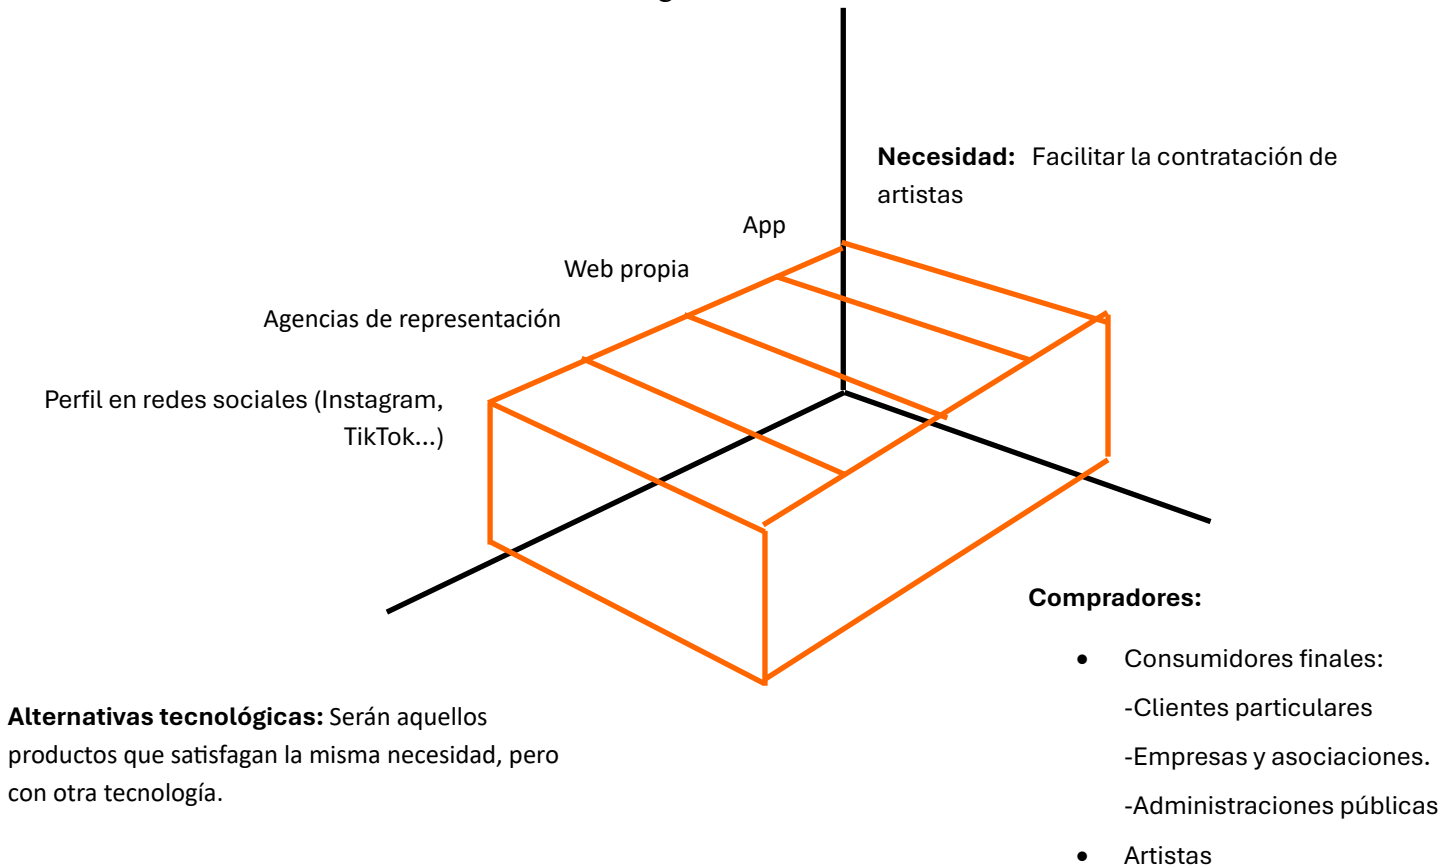 Necesidad: Facilitar la contratación de
artistas
App
Web propia
Agencias de representación
Perfil en redes sociales (Instagram,
TikTok...)
Compradores:
• Consumidores finales:
-Clientes particulares
-Empresas y asociaciones.
-Administraciones públicas
• Artistas
Alternativas tecnológicas: Serán aquellos
productos que satisfagan la misma necesidad, pero
con otra tecnología.